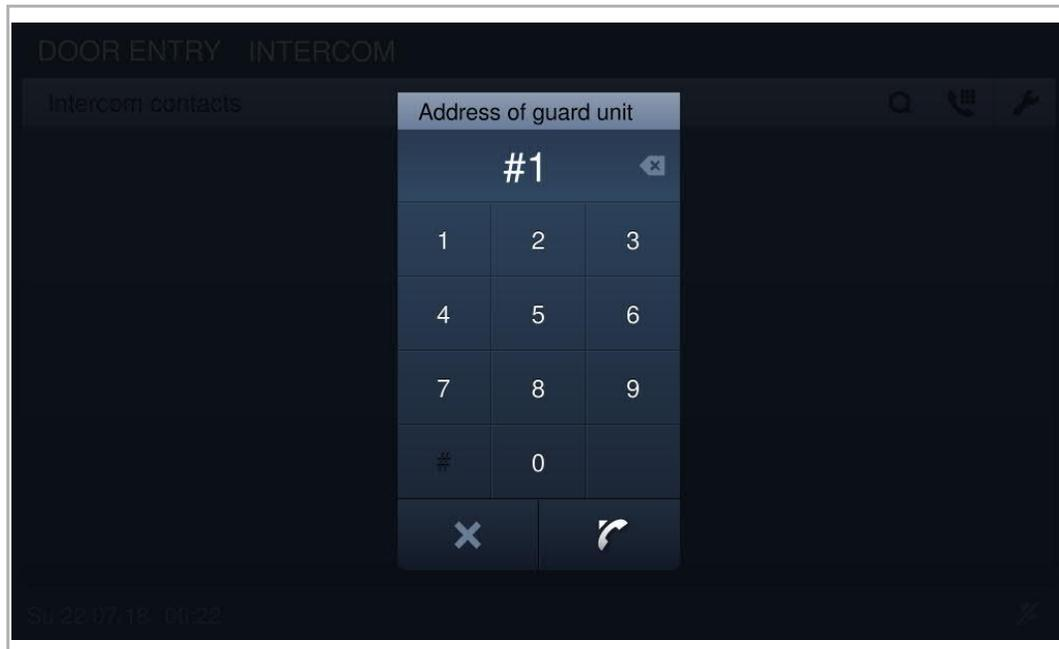 DOOR ENTRY INTERCOM
Intercom contacts
Address of guard unit
#1
1 2 3
4 5 6
7 8 9
# 0
Su 22/07/18 00:22